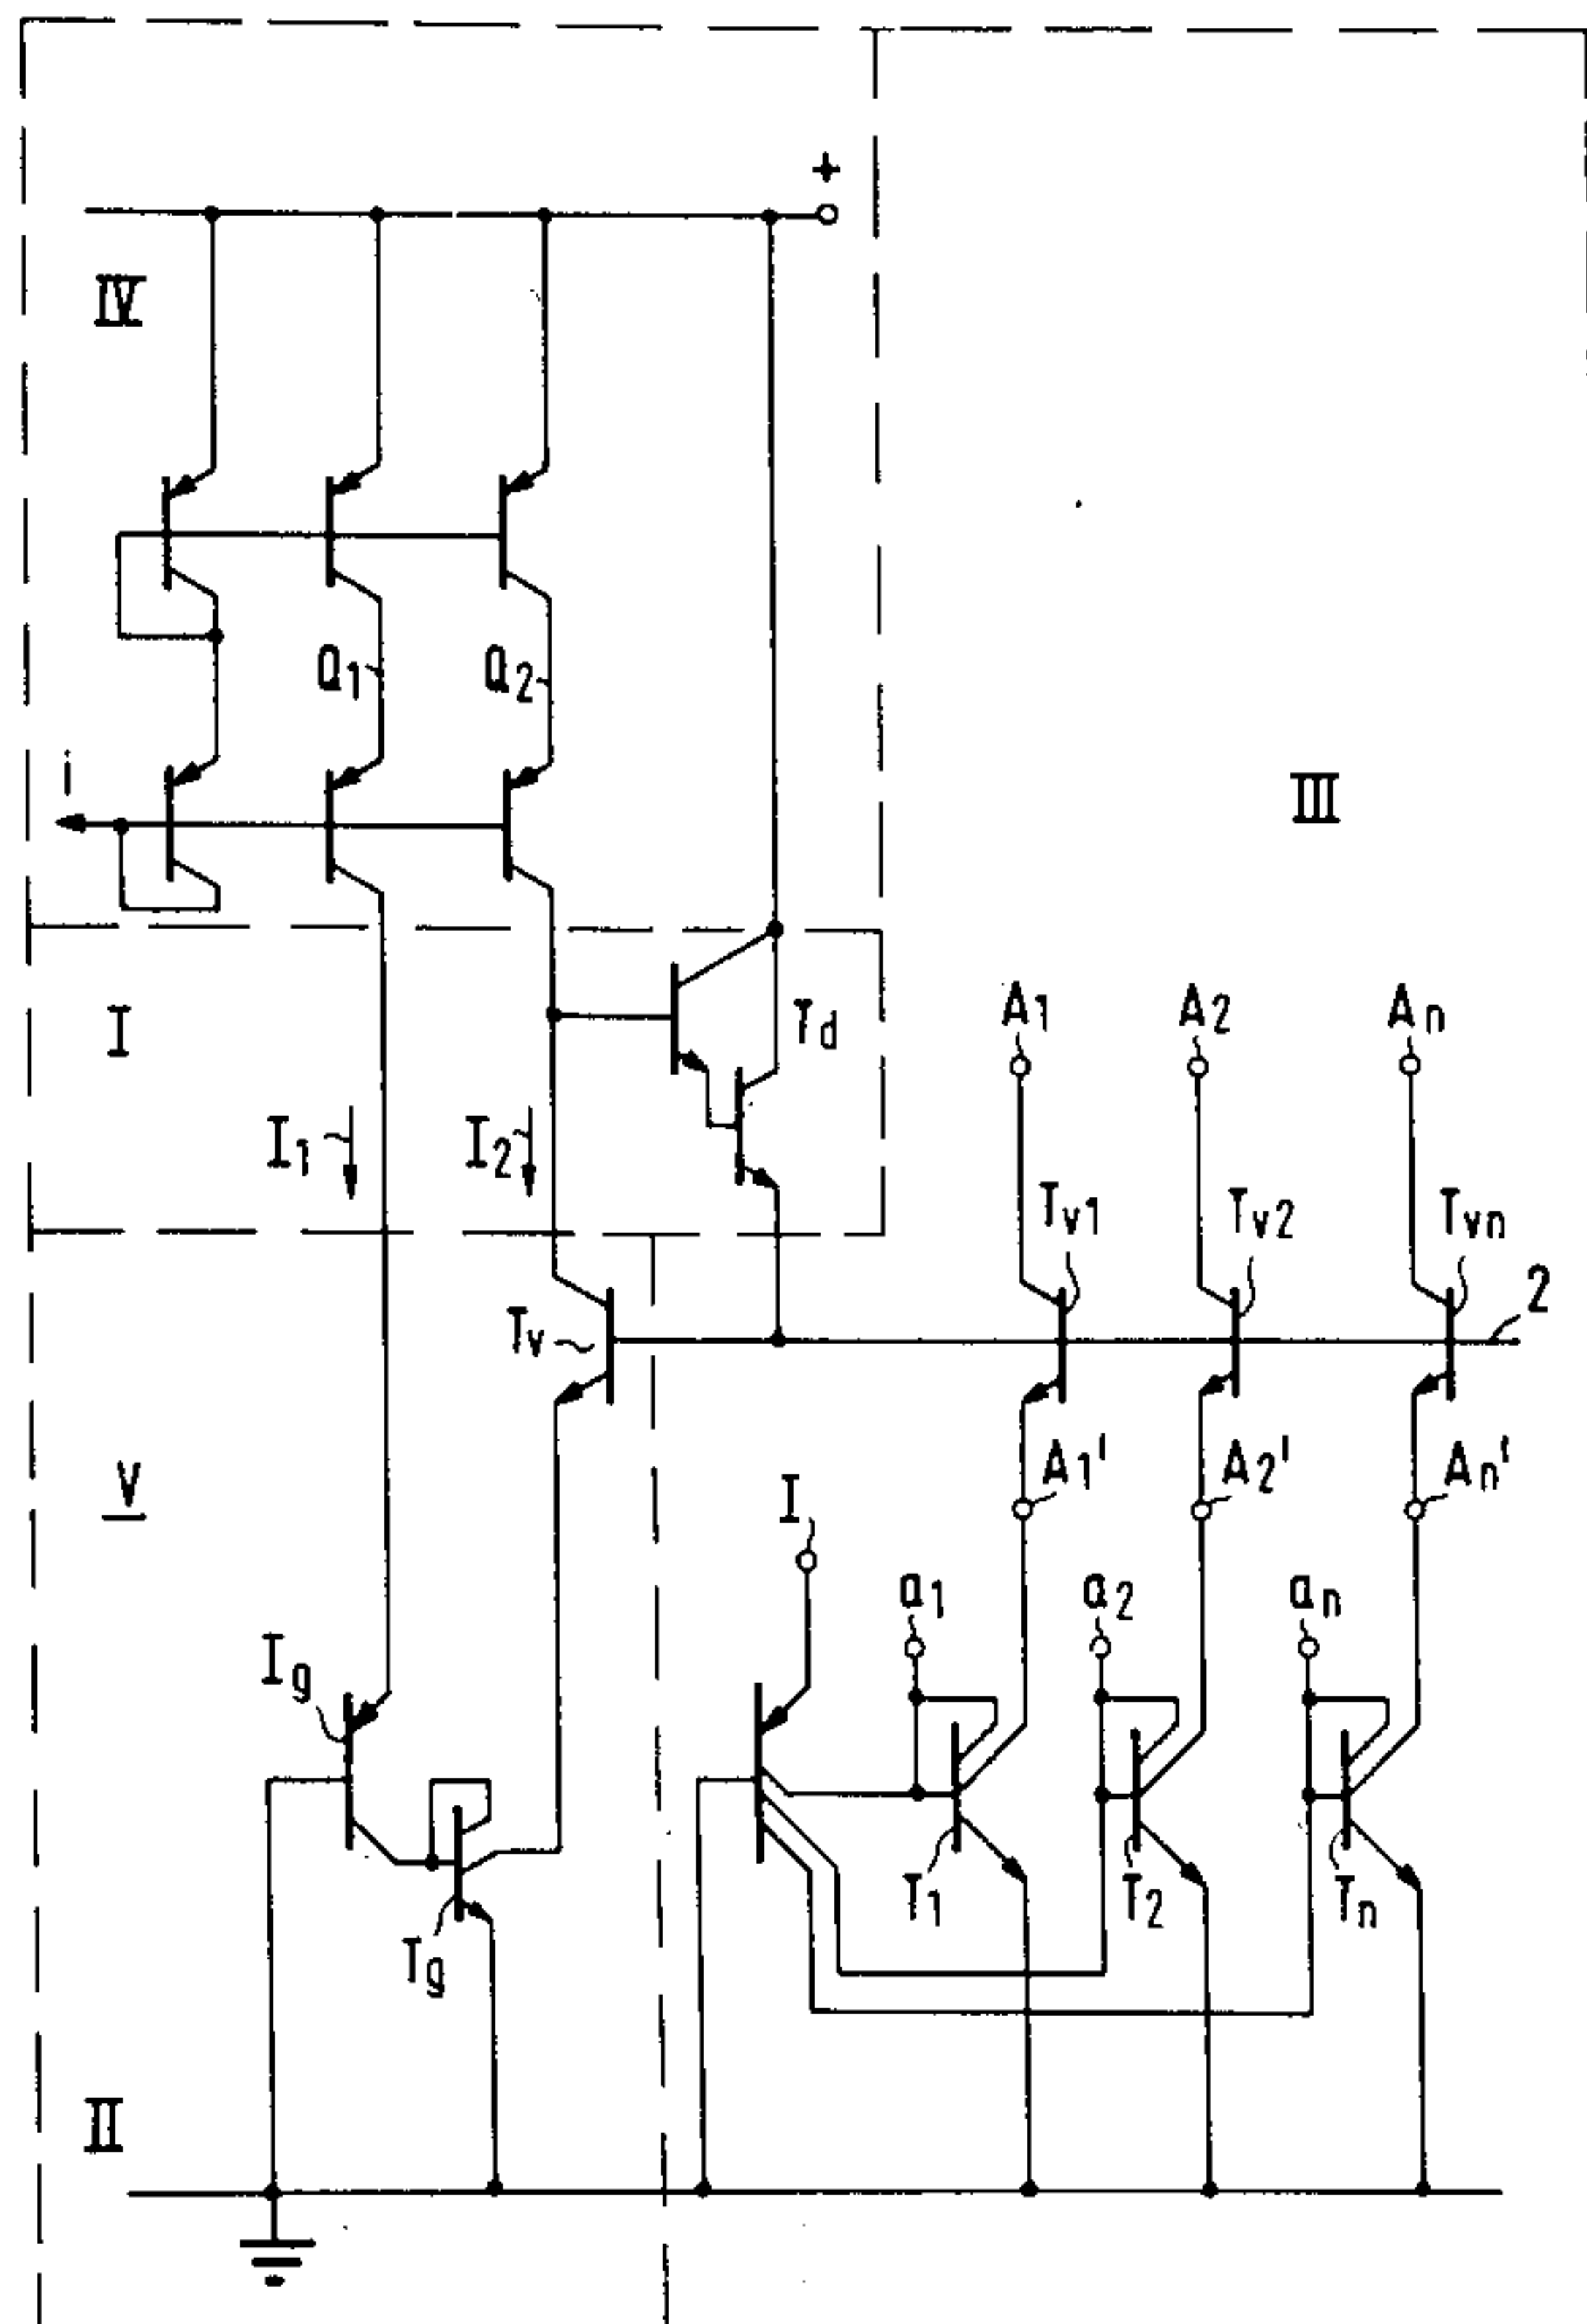 +
IV
Q1
Q2
i
III
I
Td
A1
A2
An
I1
I2
Tv1
Tv2
Tvn
2
Tv
V
I
A1'
A2'
An'
a1
a2
an
Ig
T1
T2
Tn
Tg
II